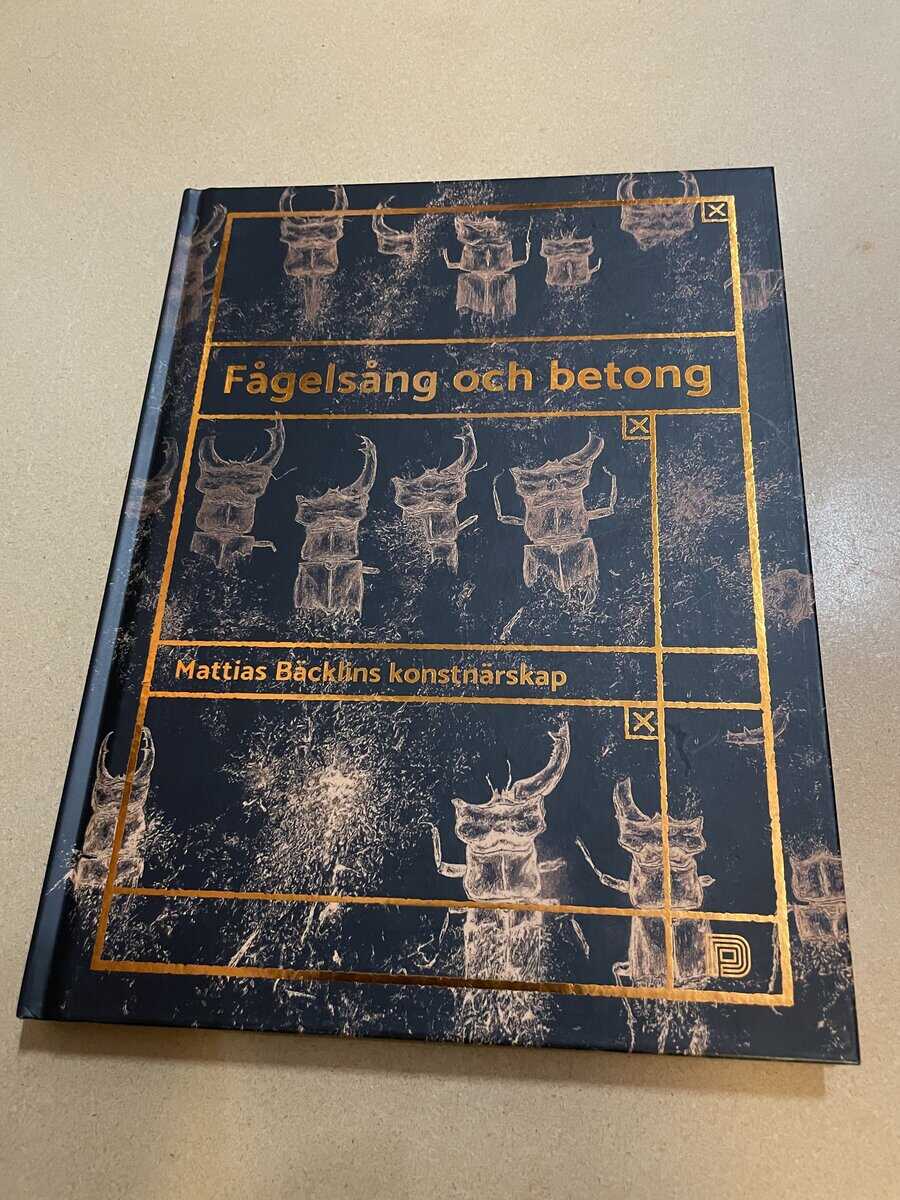 Fågelsång och betong
Mattias Bäcklins konstnärskap